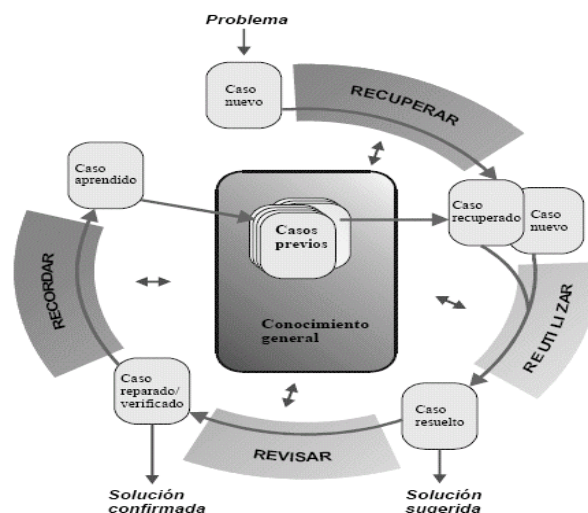 Problema
Caso
nuevo
RECUPERAR
Caso
aprendido
Casos
previos
Caso
recuperado
Caso
nuevo
RECORDAR
Conocimiento
general
REUTILIZAR
Caso
reparado/
verificado
Caso
resuelto
REVISAR
Solución
confirmada
Solución
sugerida